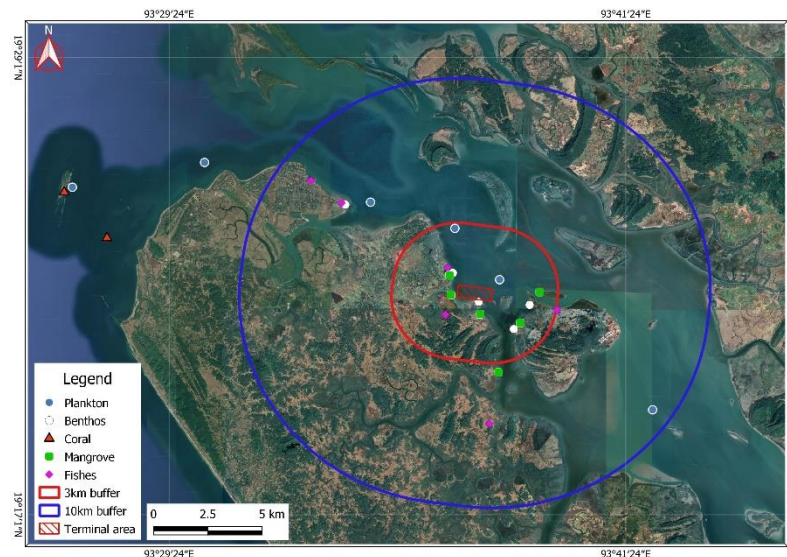 93°29'24"E
93°41'24"E
N
19°29'1"N
19°17'1"N
Legend
Plankton
Benthos
Coral
Mangrove
Fishes
3km buffer
10km buffer
Terminal area
0 2.5 5 km
93°29'24"E
93°41'24"E